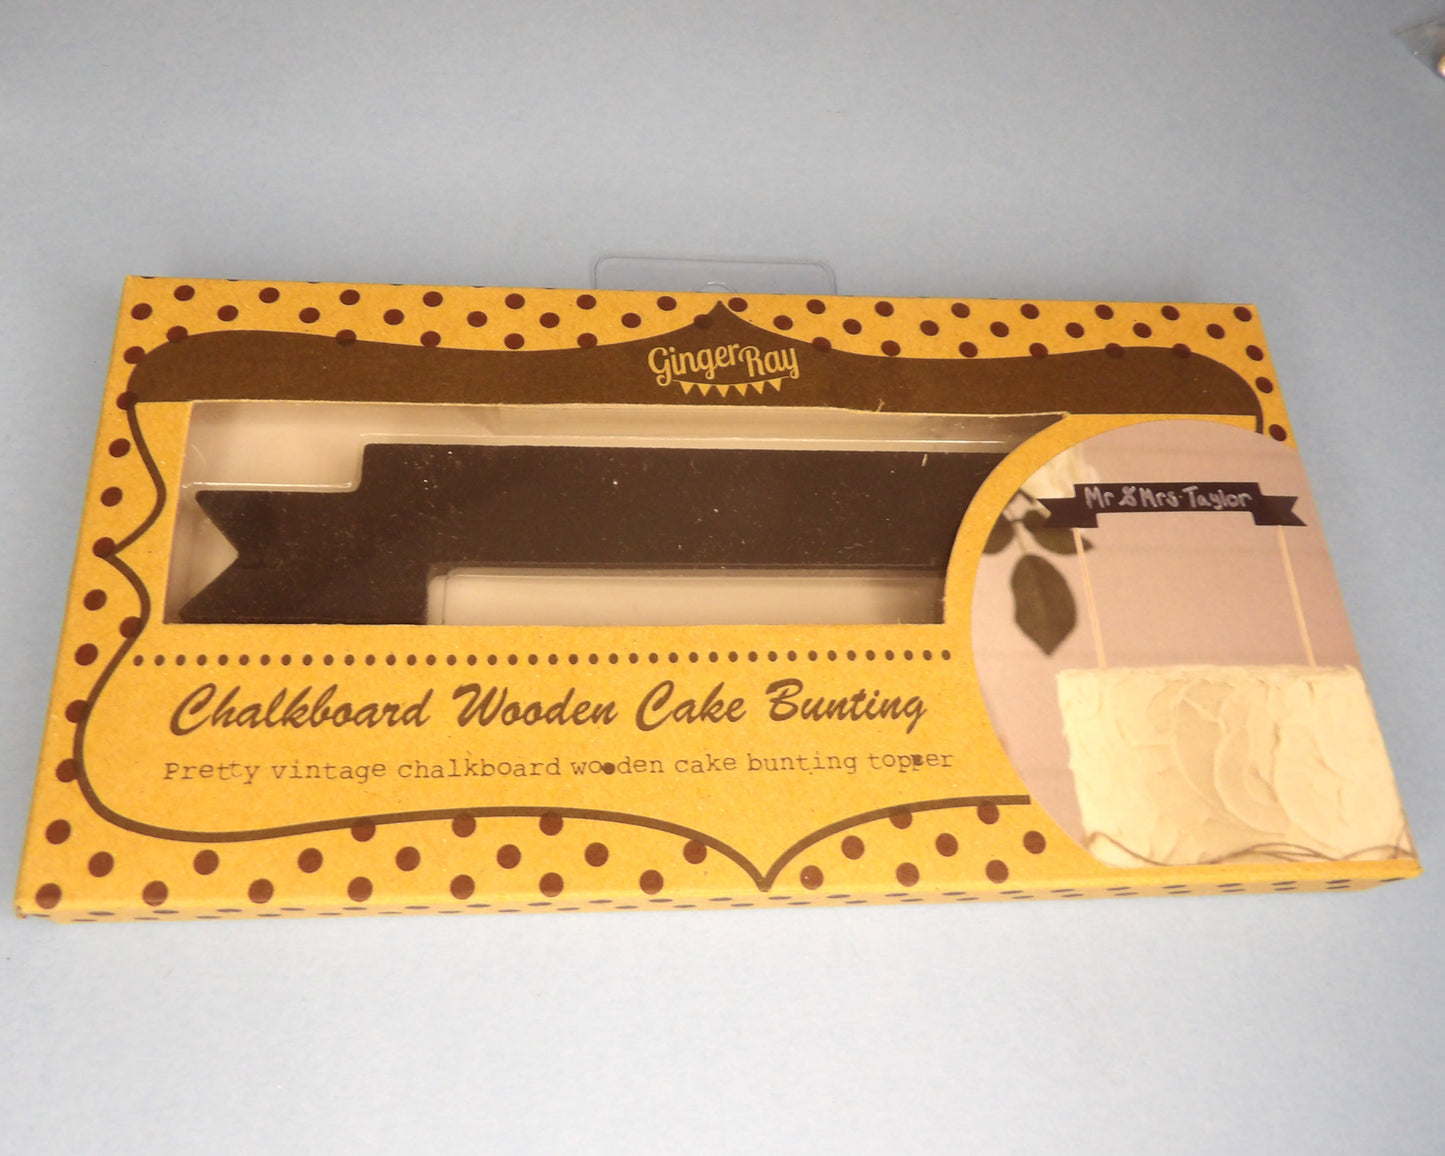 Ginger Ray
Mr & Mrs Taylor
Chalkboard Wooden Cake Bunting
Pretty vintage chalkboard wooden cake bunting topper